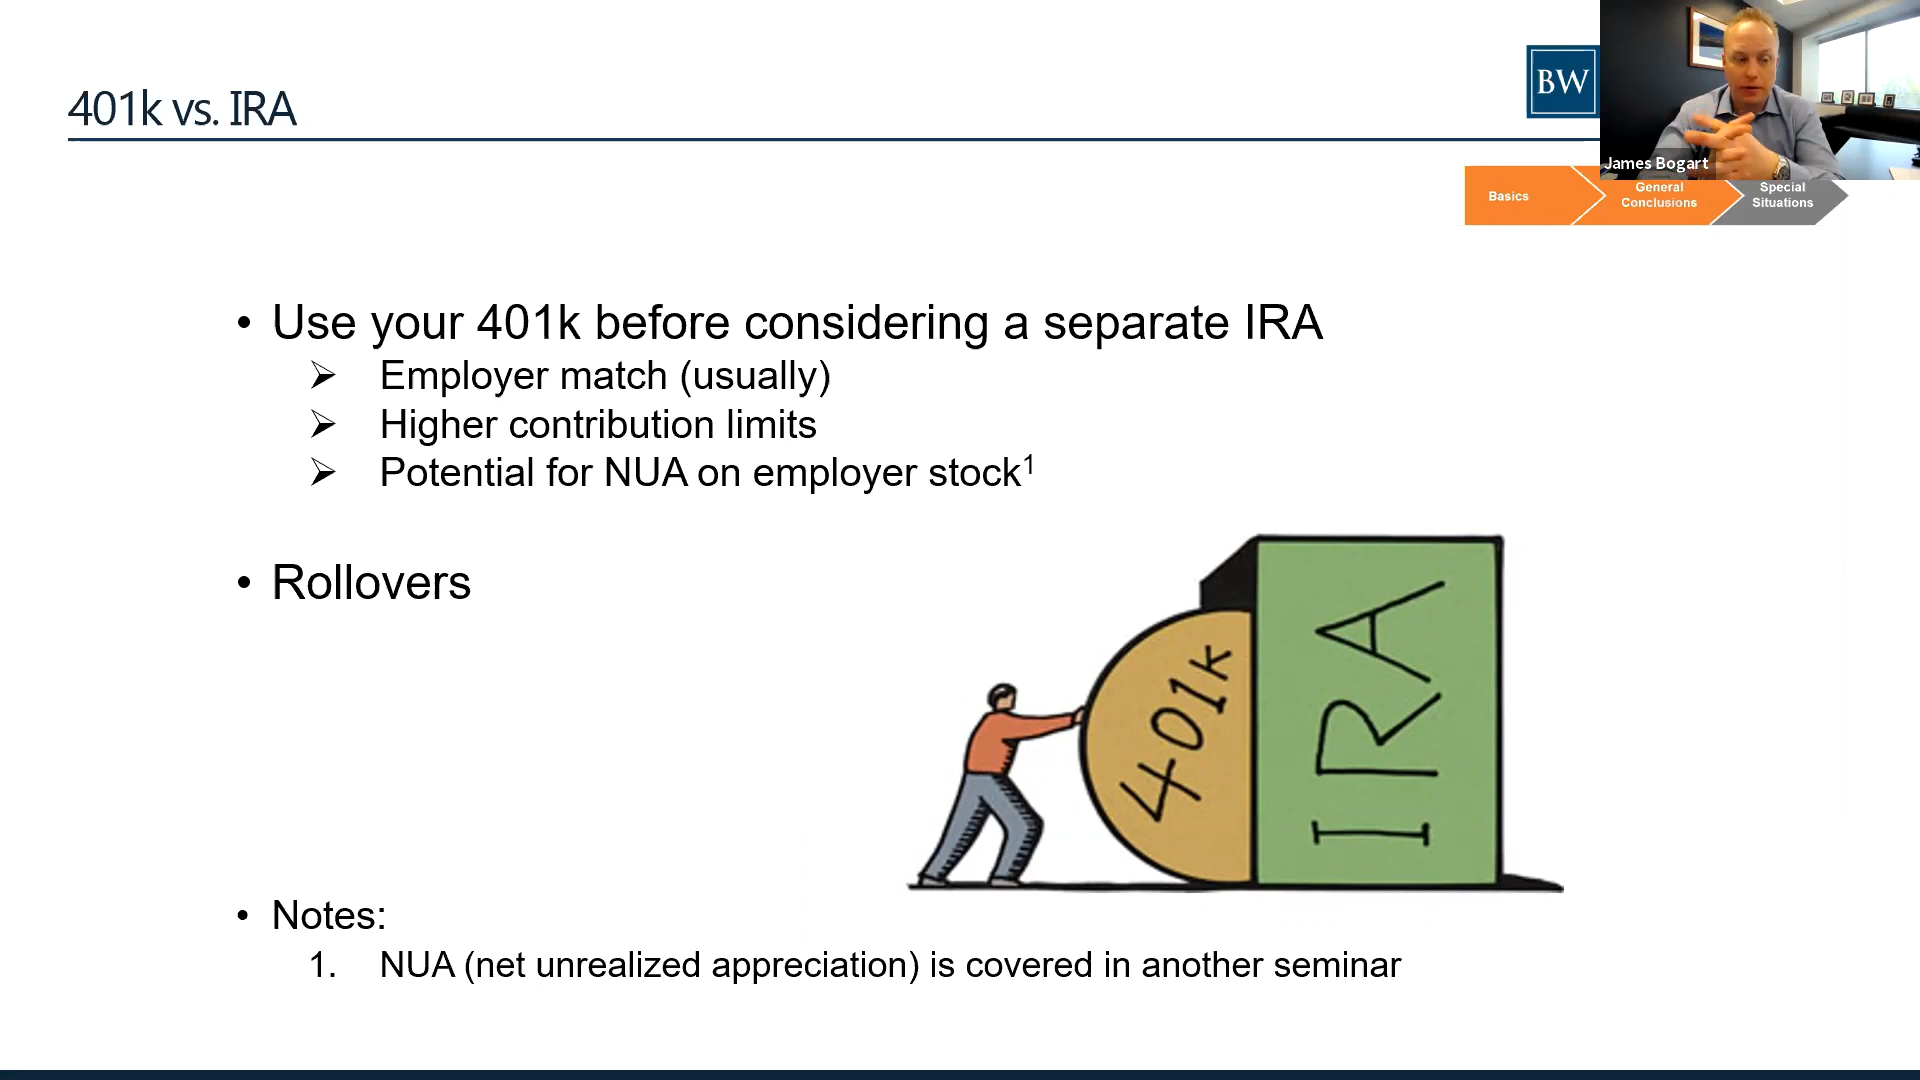 401k vs. IRA
BW
James Bogart
Basics
General
Conclusions
Special
Situations
• Use your 401k before considering a separate IRA
➢ Employer match (usually)
➢ Higher contribution limits
➢ Potential for NUA on employer stock¹
• Rollovers
401k
IRA
• Notes:
1. NUA (net unrealized appreciation) is covered in another seminar